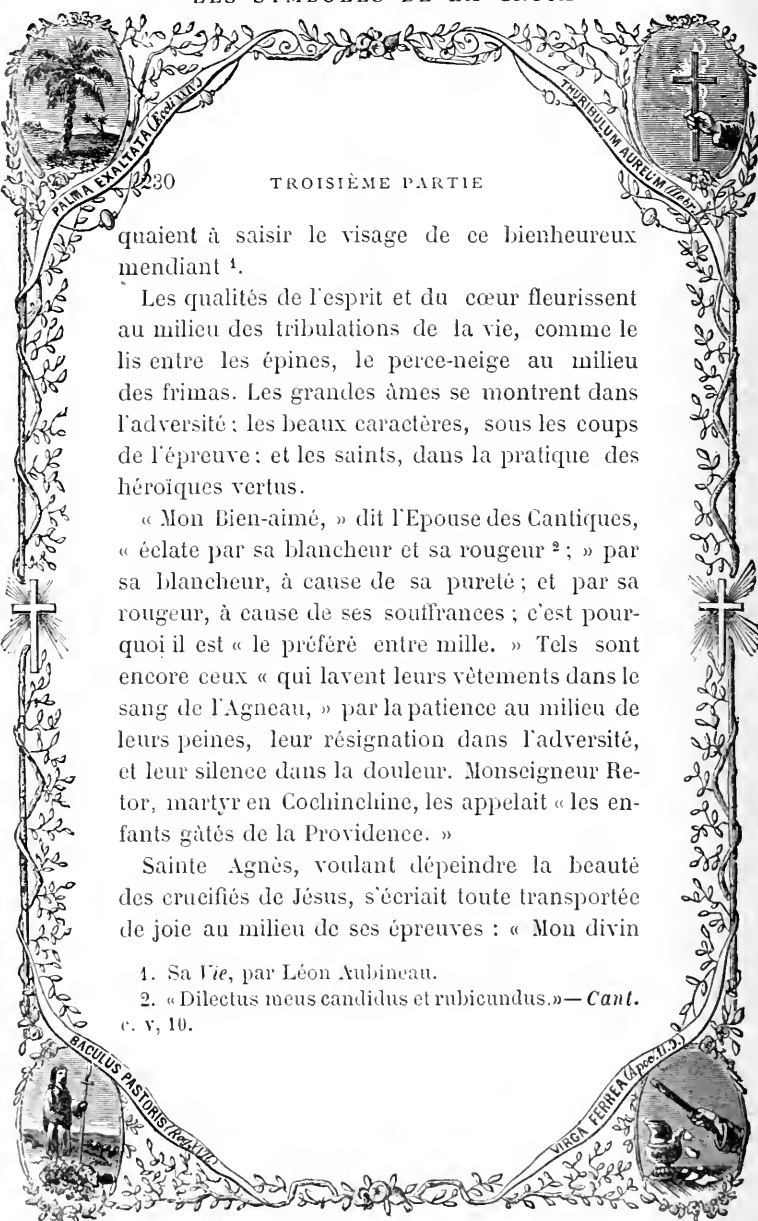 LES SYMBOLES DE LA CROIX
PALMA EXALTATA (Eccli XXIV)
THURIBULUM AUREUM (Hebr.
230 TROISIÈME PARTIE
quaient à saisir le visage de ce bienheureux
mendiant ¹.
Les qualités de l'esprit et du cœur fleurissent
au milieu des tribulations de la vie, comme le
lis entre les épines, le perce-neige au milieu
des frimas. Les grandes âmes se montrent dans
l'adversité ; les beaux caractères, sous les coups
de l'épreuve ; et les saints, dans la pratique des
héroïques vertus.
« Mon Bien-aimé, » dit l'Epouse des Cantiques,
« éclate par sa blancheur et sa rougeur ² ; » par
sa blancheur, à cause de sa pureté ; et par sa
rougeur, à cause de ses souffrances ; c'est pour-
quoi il est « le préféré entre mille. » Tels sont
encore ceux « qui lavent leurs vêtements dans le
sang de l'Agneau, » par la patience au milieu de
leurs peines, leur résignation dans l'adversité,
et leur silence dans la douleur. Monseigneur Re-
tor, martyr en Cochinchine, les appelait « les en-
fants gâtés de la Providence. »
Sainte Agnès, voulant dépeindre la beauté
des crucifiés de Jésus, s'écriait toute transportée
de joie au milieu de ses épreuves : « Mon divin
1. Sa Vie, par Léon Aubineau.
2. « Dilectus meus candidus et rubicundus. » — Cant.
c. v, 10.
BACULUS PASTORIS (Reg. XVII)
VIRGA FERREA (Apoc. II.)